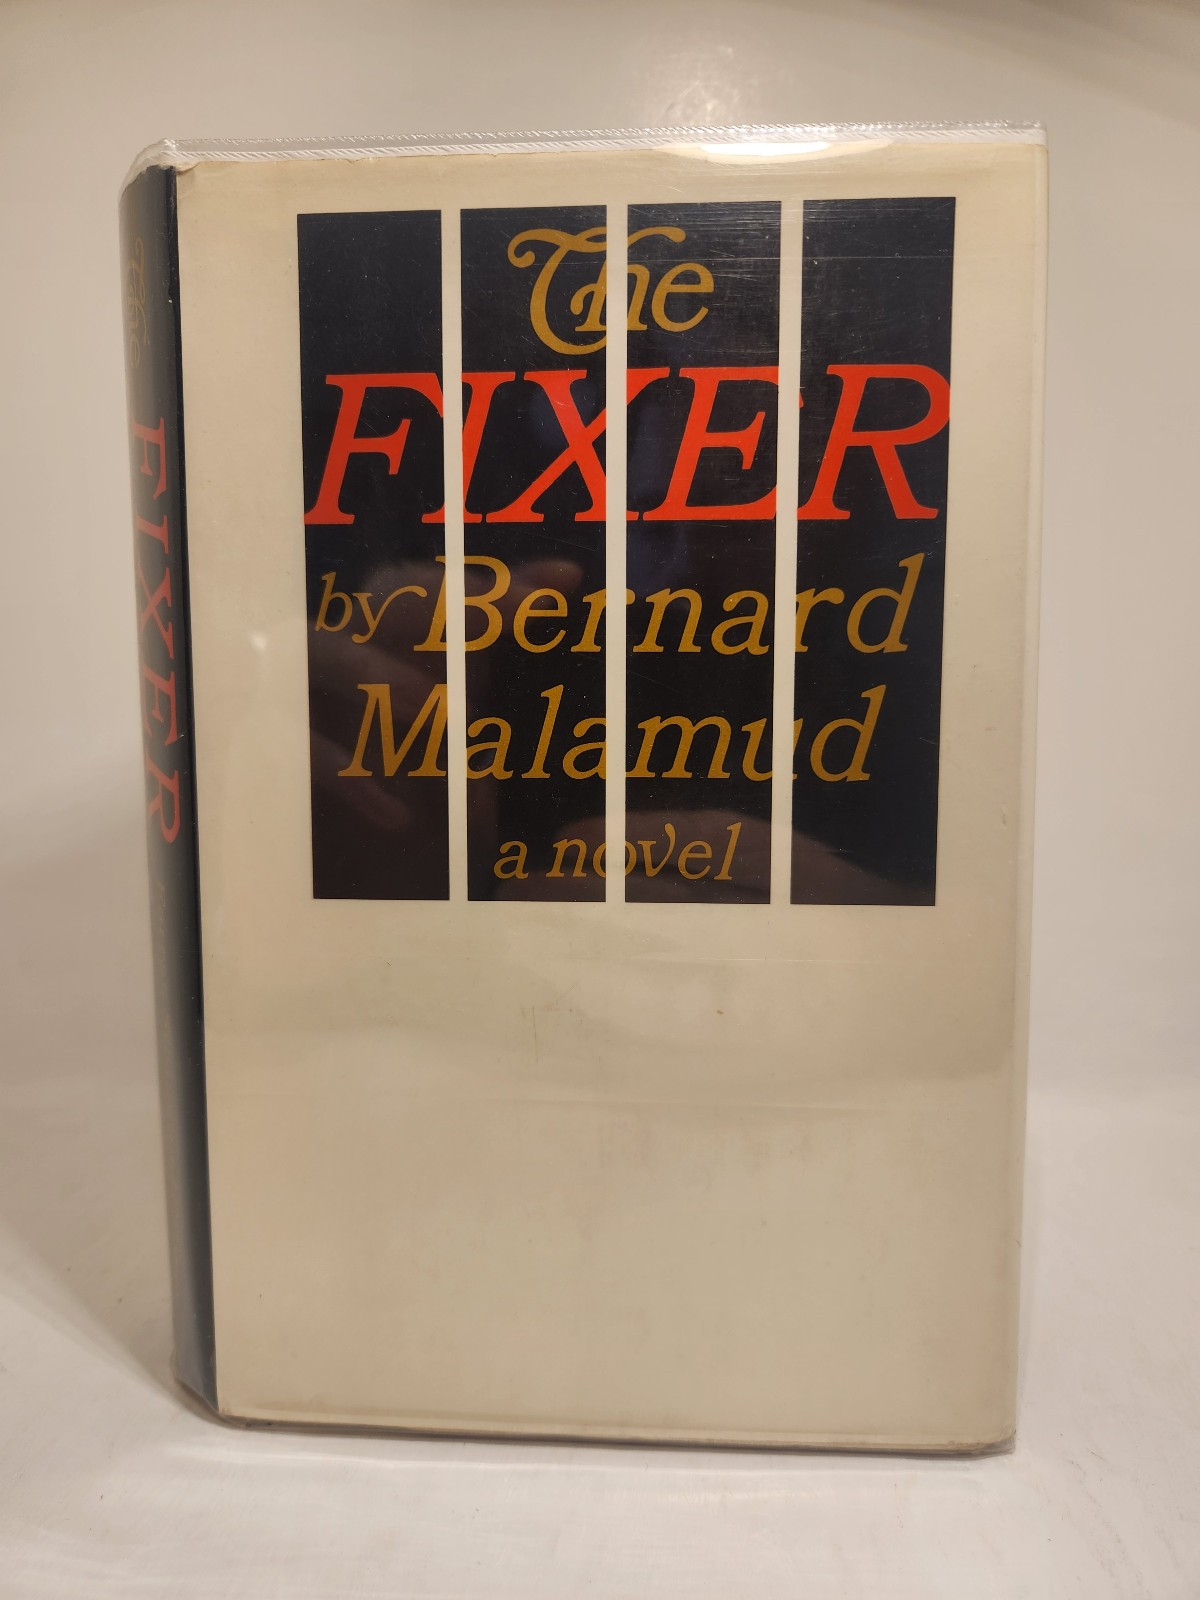 The
FIXER
by Bernard
Malamud
a novel
The FIXER